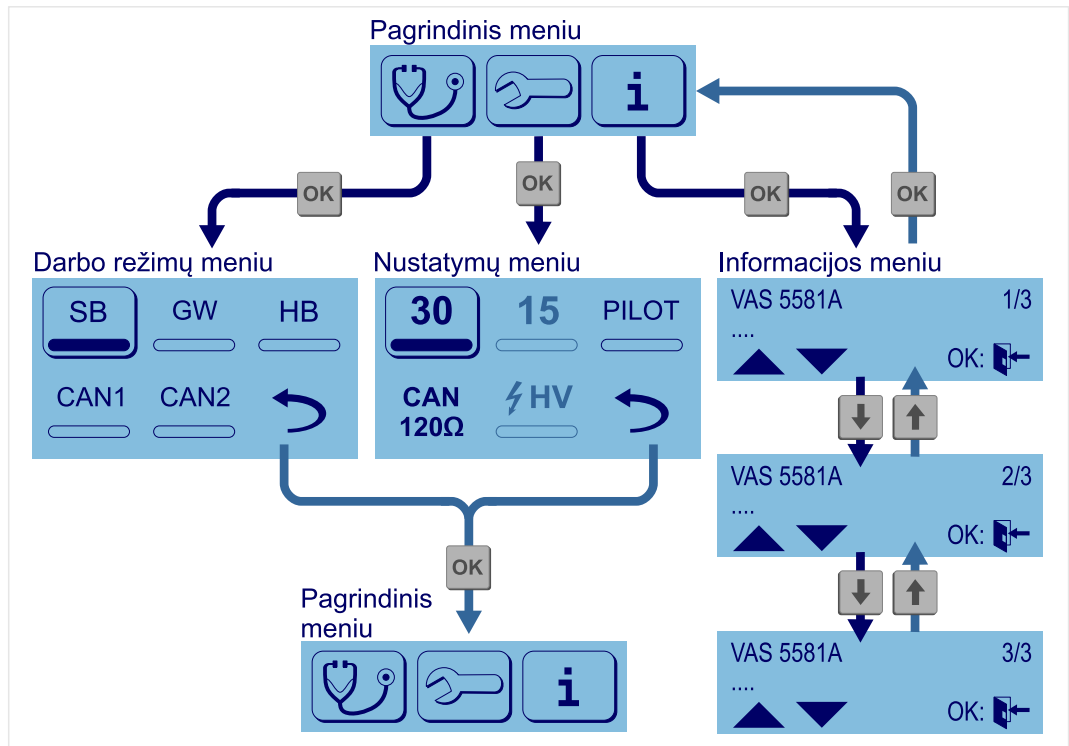 Pagrindinis meniu
i
OK
OK
OK
OK
Darbo režimų meniu
SB GW HB
CAN1 CAN2
Nustatymų meniu
30 15 PILOT
CAN HV
120Ω
Informacijos meniu
VAS 5581A 1/3
....
OK:
VAS 5581A 2/3
....
OK:
VAS 5581A 3/3
....
OK:
OK
Pagrindinis
meniu
i